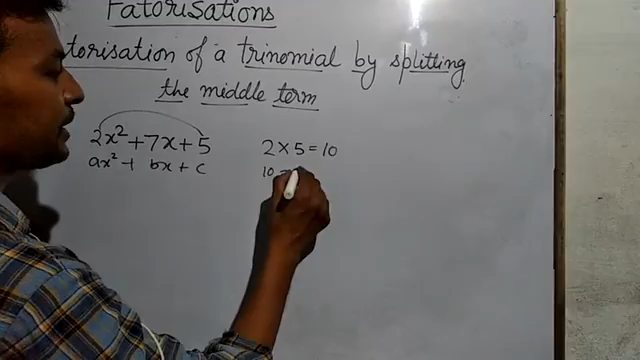 Fatorisations
torisation of a trinomial by splitting
the middle term
2x² + 7x + 5
ax² + bx + c
2 × 5 = 10
10 =